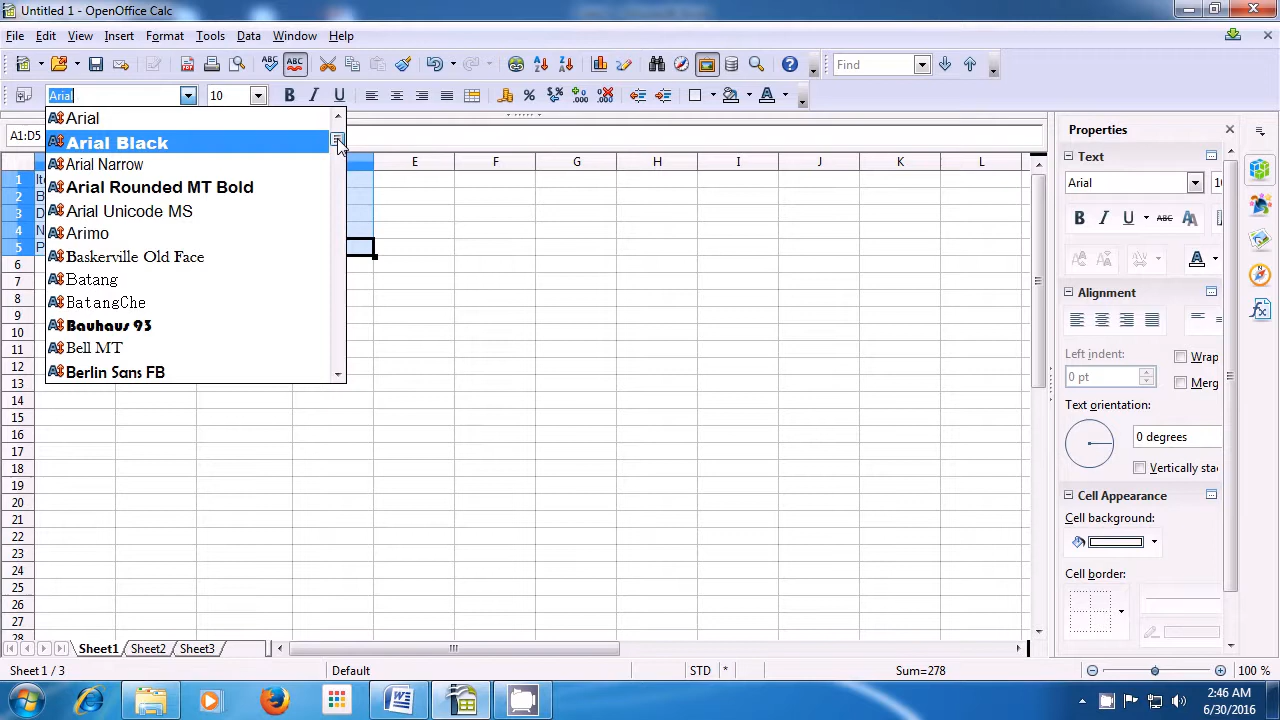 Untitled 1 - OpenOffice Calc
File Edit View Insert Format Tools Data Window Help
Find
Arial 10
A1:D5
Arial
Arial Black
Arial Narrow
Arial Rounded MT Bold
Arial Unicode MS
Arimo
Baskerville Old Face
Batang
BatangChe
Bauhaus 93
Bell MT
Berlin Sans FB
E F G H I J K L
1
2
3
4
5
6
7
8
9
10
11
12
13
14
15
16
17
18
19
20
21
22
23
24
25
26
27
28
Properties
Text
Arial
Alignment
Left indent: Wrap
0 pt Merg
Text orientation:
0 degrees
Vertically sta
Cell Appearance
Cell background:
Cell border:
Sheet1 Sheet2 Sheet3
Sheet 1 / 3 Default STD * Sum=278 100 %
2:46 AM
6/30/2016